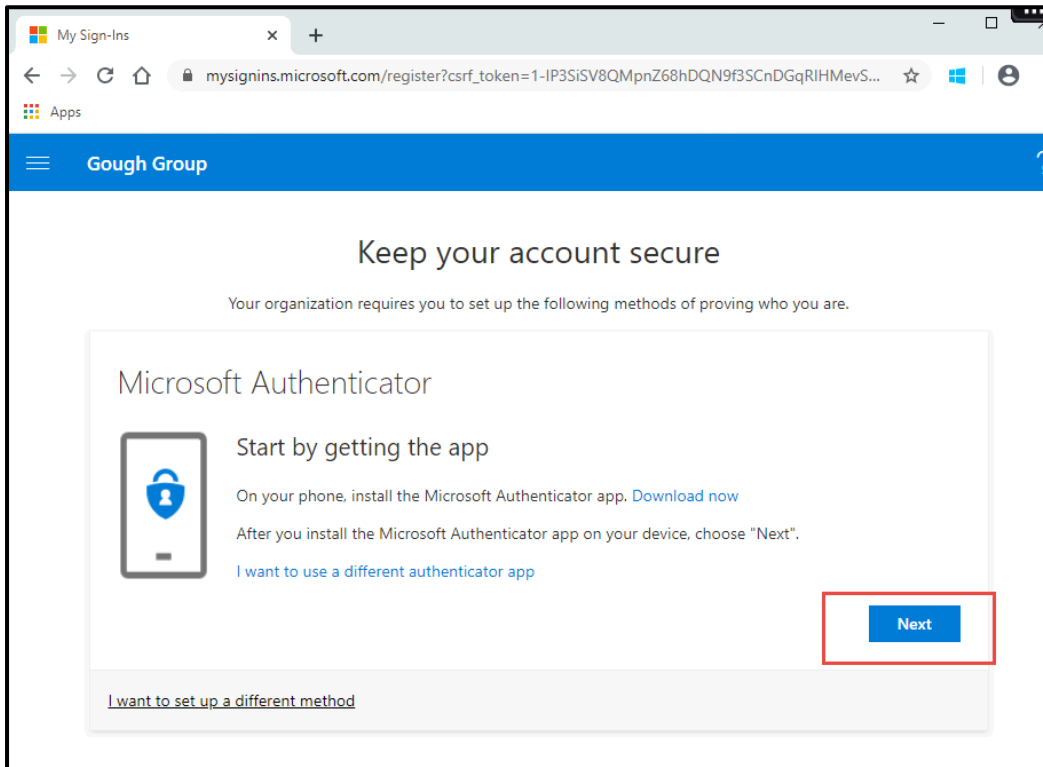 My Sign-Ins
mysignins.microsoft.com/register?csrf_token=1-IP3SiSV8QMpnZ68hDQN9f3SCnDGqRIHMevS...
Apps
Gough Group
Keep your account secure
Your organization requires you to set up the following methods of proving who you are.
Microsoft Authenticator
Start by getting the app
On your phone, install the Microsoft Authenticator app. Download now
After you install the Microsoft Authenticator app on your device, choose "Next".
I want to use a different authenticator app
Next
I want to set up a different method